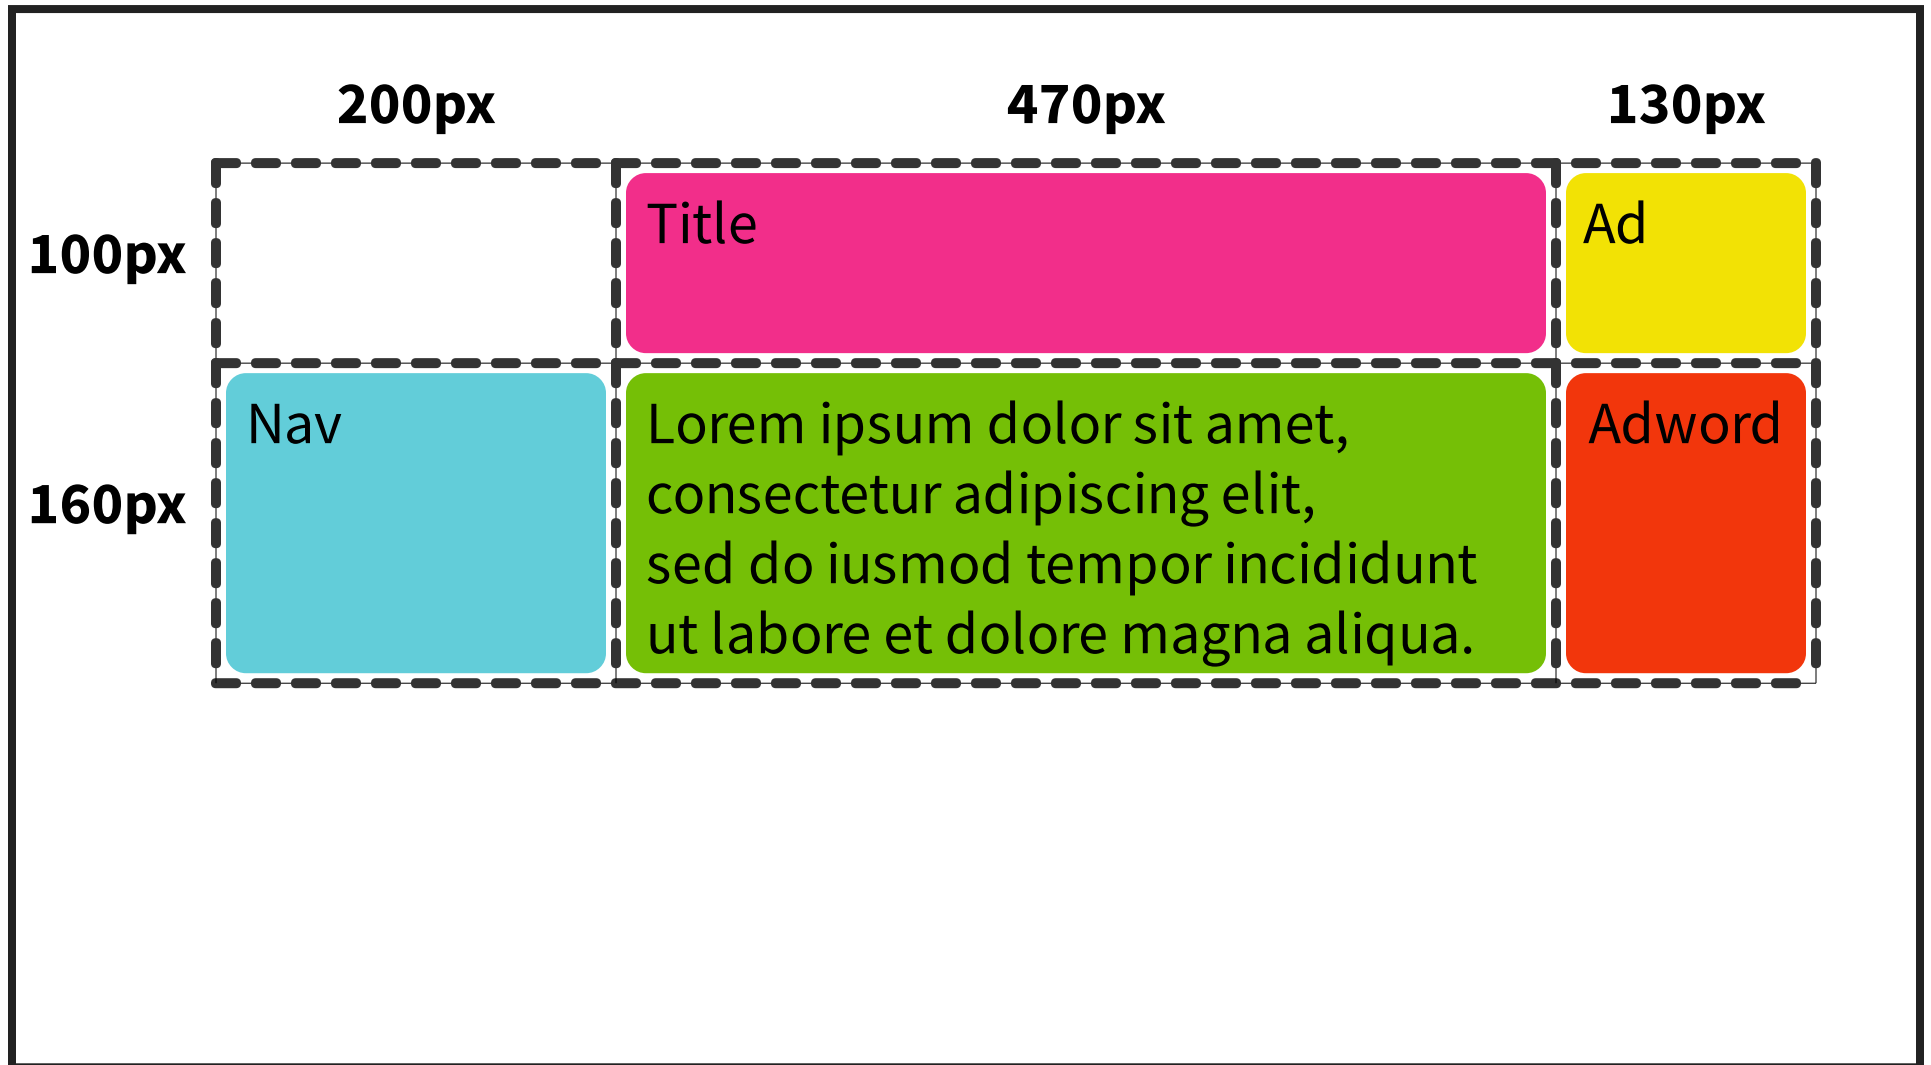 200px 470px 130px
100px
Title
Ad
160px
Nav
Lorem ipsum dolor sit amet,
consectetur adipiscing elit,
sed do iusmod tempor incididunt
ut labore et dolore magna aliqua.
Adword